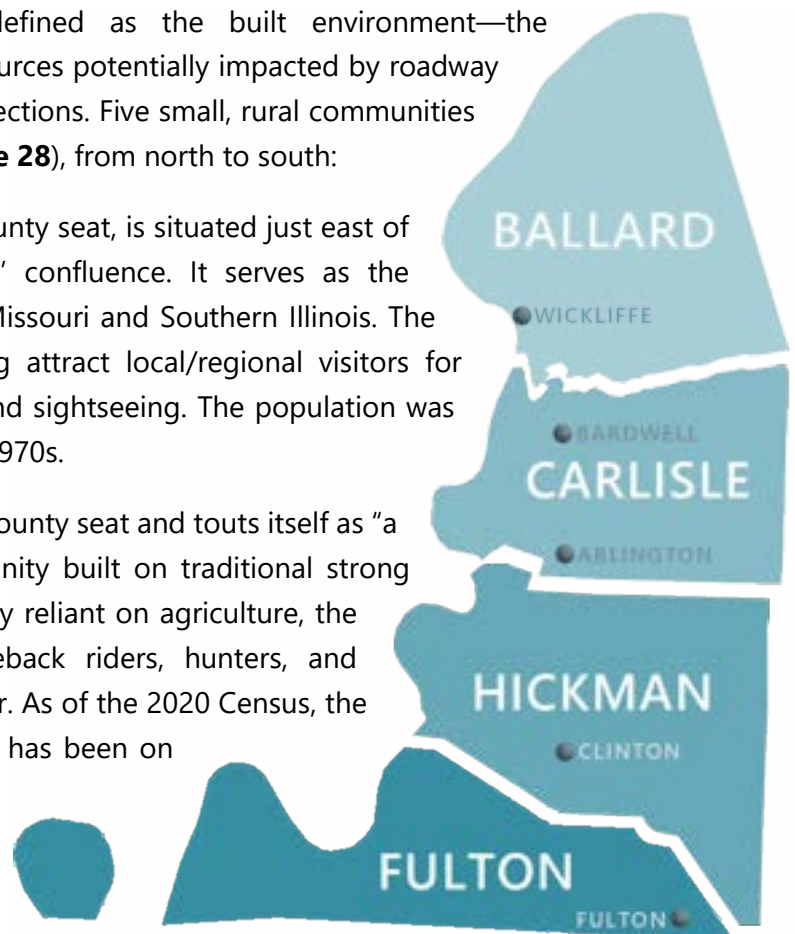 defined as the built environment—the
urces potentially impacted by roadway
ections. Five small, rural communities
e 28), from north to south:
unty seat, is situated just east of
' confluence. It serves as the
Missouri and Southern Illinois. The
g attract local/regional visitors for
nd sightseeing. The population was
970s.
ounty seat and touts itself as "a
nity built on traditional strong
y reliant on agriculture, the
eback riders, hunters, and
r. As of the 2020 Census, the
has been on
BALLARD
WICKLIFFE
BARDWELL
CARLISLE
ARLINGTON
HICKMAN
CLINTON
FULTON
FULTON